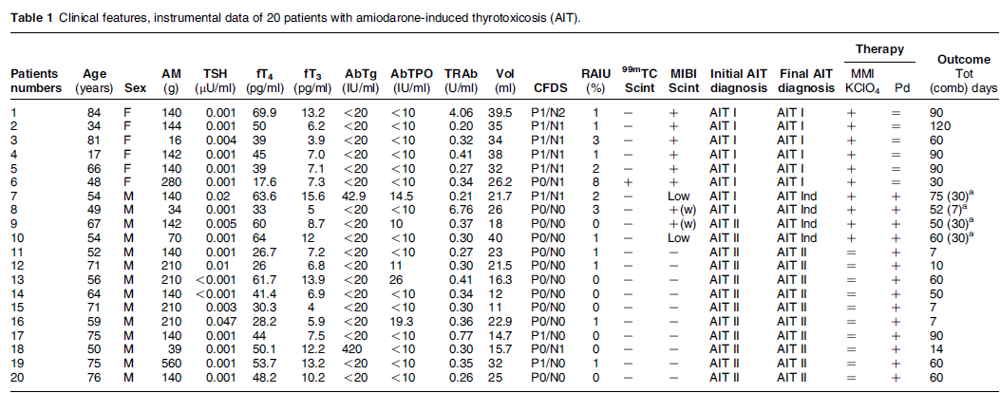 Table 1 Clinical features, instrumental data of 20 patients with amiodarone-induced thyrotoxicosis (AIT).
Therapy
Patients numbers Age (years) Sex AM (g) TSH (μU/ml) fT4 (pg/ml) fT3 (pg/ml) AbTg (IU/ml) AbTPO (IU/ml) TRAb (U/ml) Vol (ml) CFDS RAIU (%) 99mTC Scint MIBI Scint Initial AIT diagnosis Final AIT diagnosis MMI KClO4 Pd Outcome Tot (comb) days
1 84 F 140 0.001 69.9 13.2 <20 <10 4.06 39.5 P1/N2 1 − + AIT I AIT I + = 90
2 34 F 144 0.001 50 6.2 <20 <10 0.20 35 P1/N1 1 − + AIT I AIT I + = 120
3 81 F 16 0.004 39 3.9 <20 <10 0.32 34 P1/N1 3 − + AIT I AIT I + = 60
4 17 F 142 0.001 45 7.0 <20 <10 0.41 38 P1/N1 1 − + AIT I AIT I + = 90
5 66 F 140 0.001 39 7.1 <20 <10 0.27 32 P1/N1 2 − + AIT I AIT I + = 90
6 48 F 280 0.001 17.6 7.3 <20 <10 0.34 26.2 P0/N1 8 + + AIT I AIT I + = 30
7 54 M 140 0.02 63.6 15.6 42.9 14.5 0.21 21.7 P1/N1 2 − Low AIT I AIT Ind + + 75 (30)a
8 49 M 34 0.001 33 5 <20 <10 6.76 26 P0/N0 3 − +(w) AIT I AIT Ind + + 52 (7)a
9 67 M 142 0.005 60 8.7 <20 10 0.37 18 P0/N0 0 − +(w) AIT II AIT Ind + + 50 (30)a
10 54 M 70 0.001 64 12 <20 <10 0.30 40 P0/N0 1 − Low AIT II AIT Ind + + 60 (30)a
11 52 M 140 0.001 26.7 7.2 <20 <10 0.27 23 P0/N0 1 − − AIT II AIT II = + 7
12 71 M 210 0.01 26 6.8 <20 11 0.30 21.5 P0/N0 1 − − AIT II AIT II = + 10
13 56 M 210 <0.001 61.7 13.9 <20 26 0.41 16.3 P0/N0 0 − − AIT II AIT II = + 60
14 64 M 140 <0.001 41.4 6.9 <20 <10 0.34 12 P0/N0 0 − − AIT II AIT II = + 50
15 71 M 210 0.003 30.3 4 <20 <10 0.30 11 P0/N0 0 − − AIT II AIT II = + 7
16 59 M 210 0.047 28.2 5.9 <20 19.3 0.36 22.9 P0/N0 0 − − AIT II AIT II = + 7
17 75 M 140 0.001 44 7.5 <20 <10 0.77 14.7 P1/N0 0 − − AIT II AIT II = + 90
18 50 M 39 0.001 50.1 12.2 420 <10 0.30 15.7 P0/N1 0 − − AIT II AIT II = + 14
19 75 M 560 0.001 53.7 13.2 <20 <10 0.35 32 P1/N0 1 − − AIT II AIT II = + 60
20 76 M 140 0.001 48.2 10.2 <20 <10 0.26 25 P0/N0 0 − − AIT II AIT II = + 60